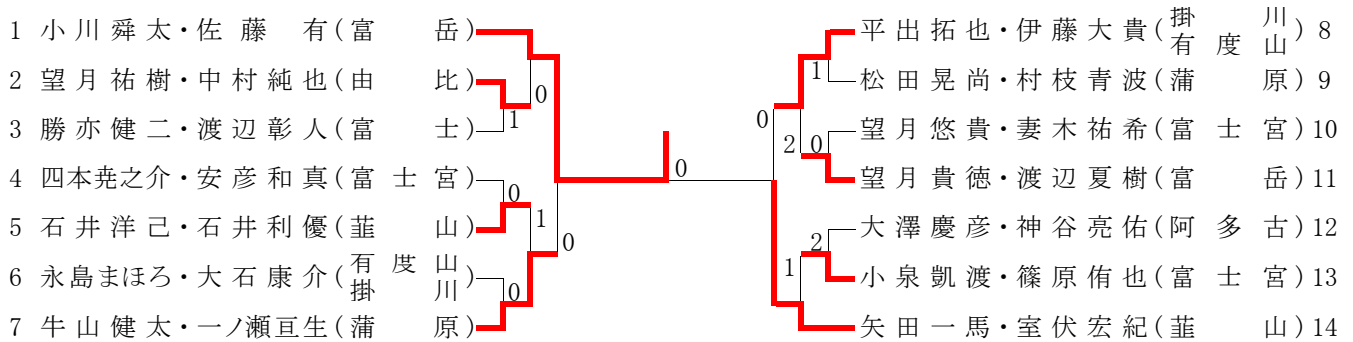 1 小川舜太・佐藤 有(富 岳)
2 望月祐樹・中村純也(由 比)
3 勝亦健二・渡辺彰人(富 士)
4 四本尭之介・安彦和真(富士宮)
5 石井洋己・石井利優(韮 山)
6 永島まほろ・大石康介(有度山 掛川)
7 牛山健太・一ノ瀬亘生(蒲 原)
0
1
0
1
0
0
0
平出拓也・伊藤大貴(掛川 有度山) 8
松田晃尚・村枝青波(蒲 原) 9
望月悠貴・妻木祐希(富士宮)10
望月貴徳・渡辺夏樹(富 岳)11
大澤慶彦・神谷亮佑(阿多古)12
小泉凱渡・篠原侑也(富士宮)13
矢田一馬・室伏宏紀(韮 山)14
1
0
2 0
2
1